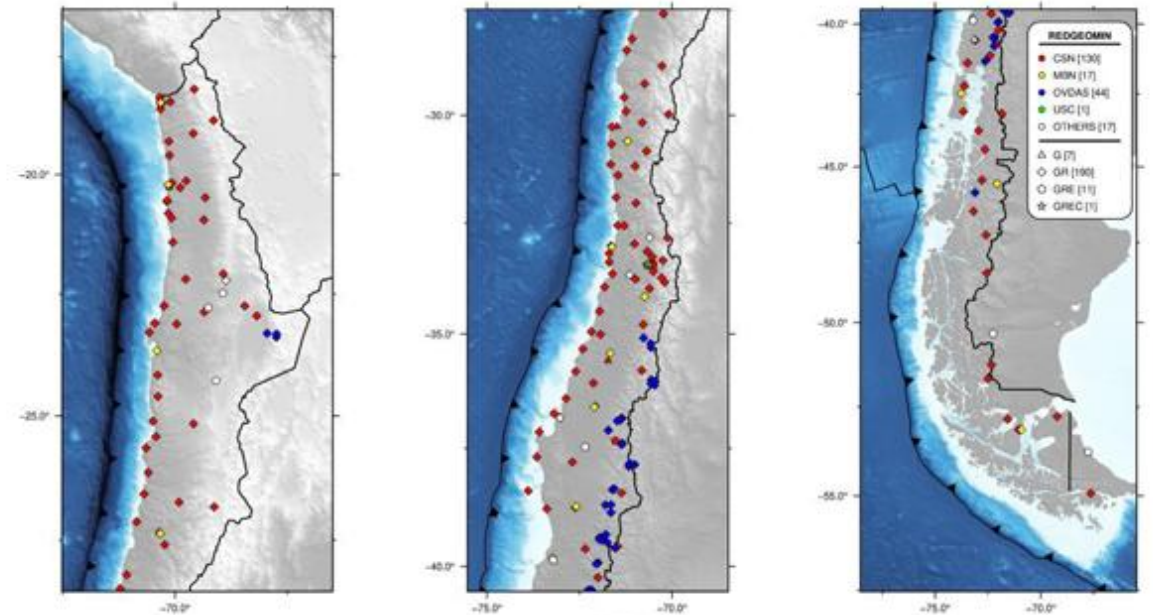 -20.0°
-25.0°
-70.0°
-30.0°
-35.0°
-40.0°
-75.0°
-70.0°
-40.0°
-45.0°
-50.0°
-55.0°
-75.0°
-70.0°
REDGEOMIN
CSN [130]
MBN [17]
OVDAS [44]
USC [1]
OTHERS [17]
G [7]
GR [190]
GRE [11]
GREC [1]